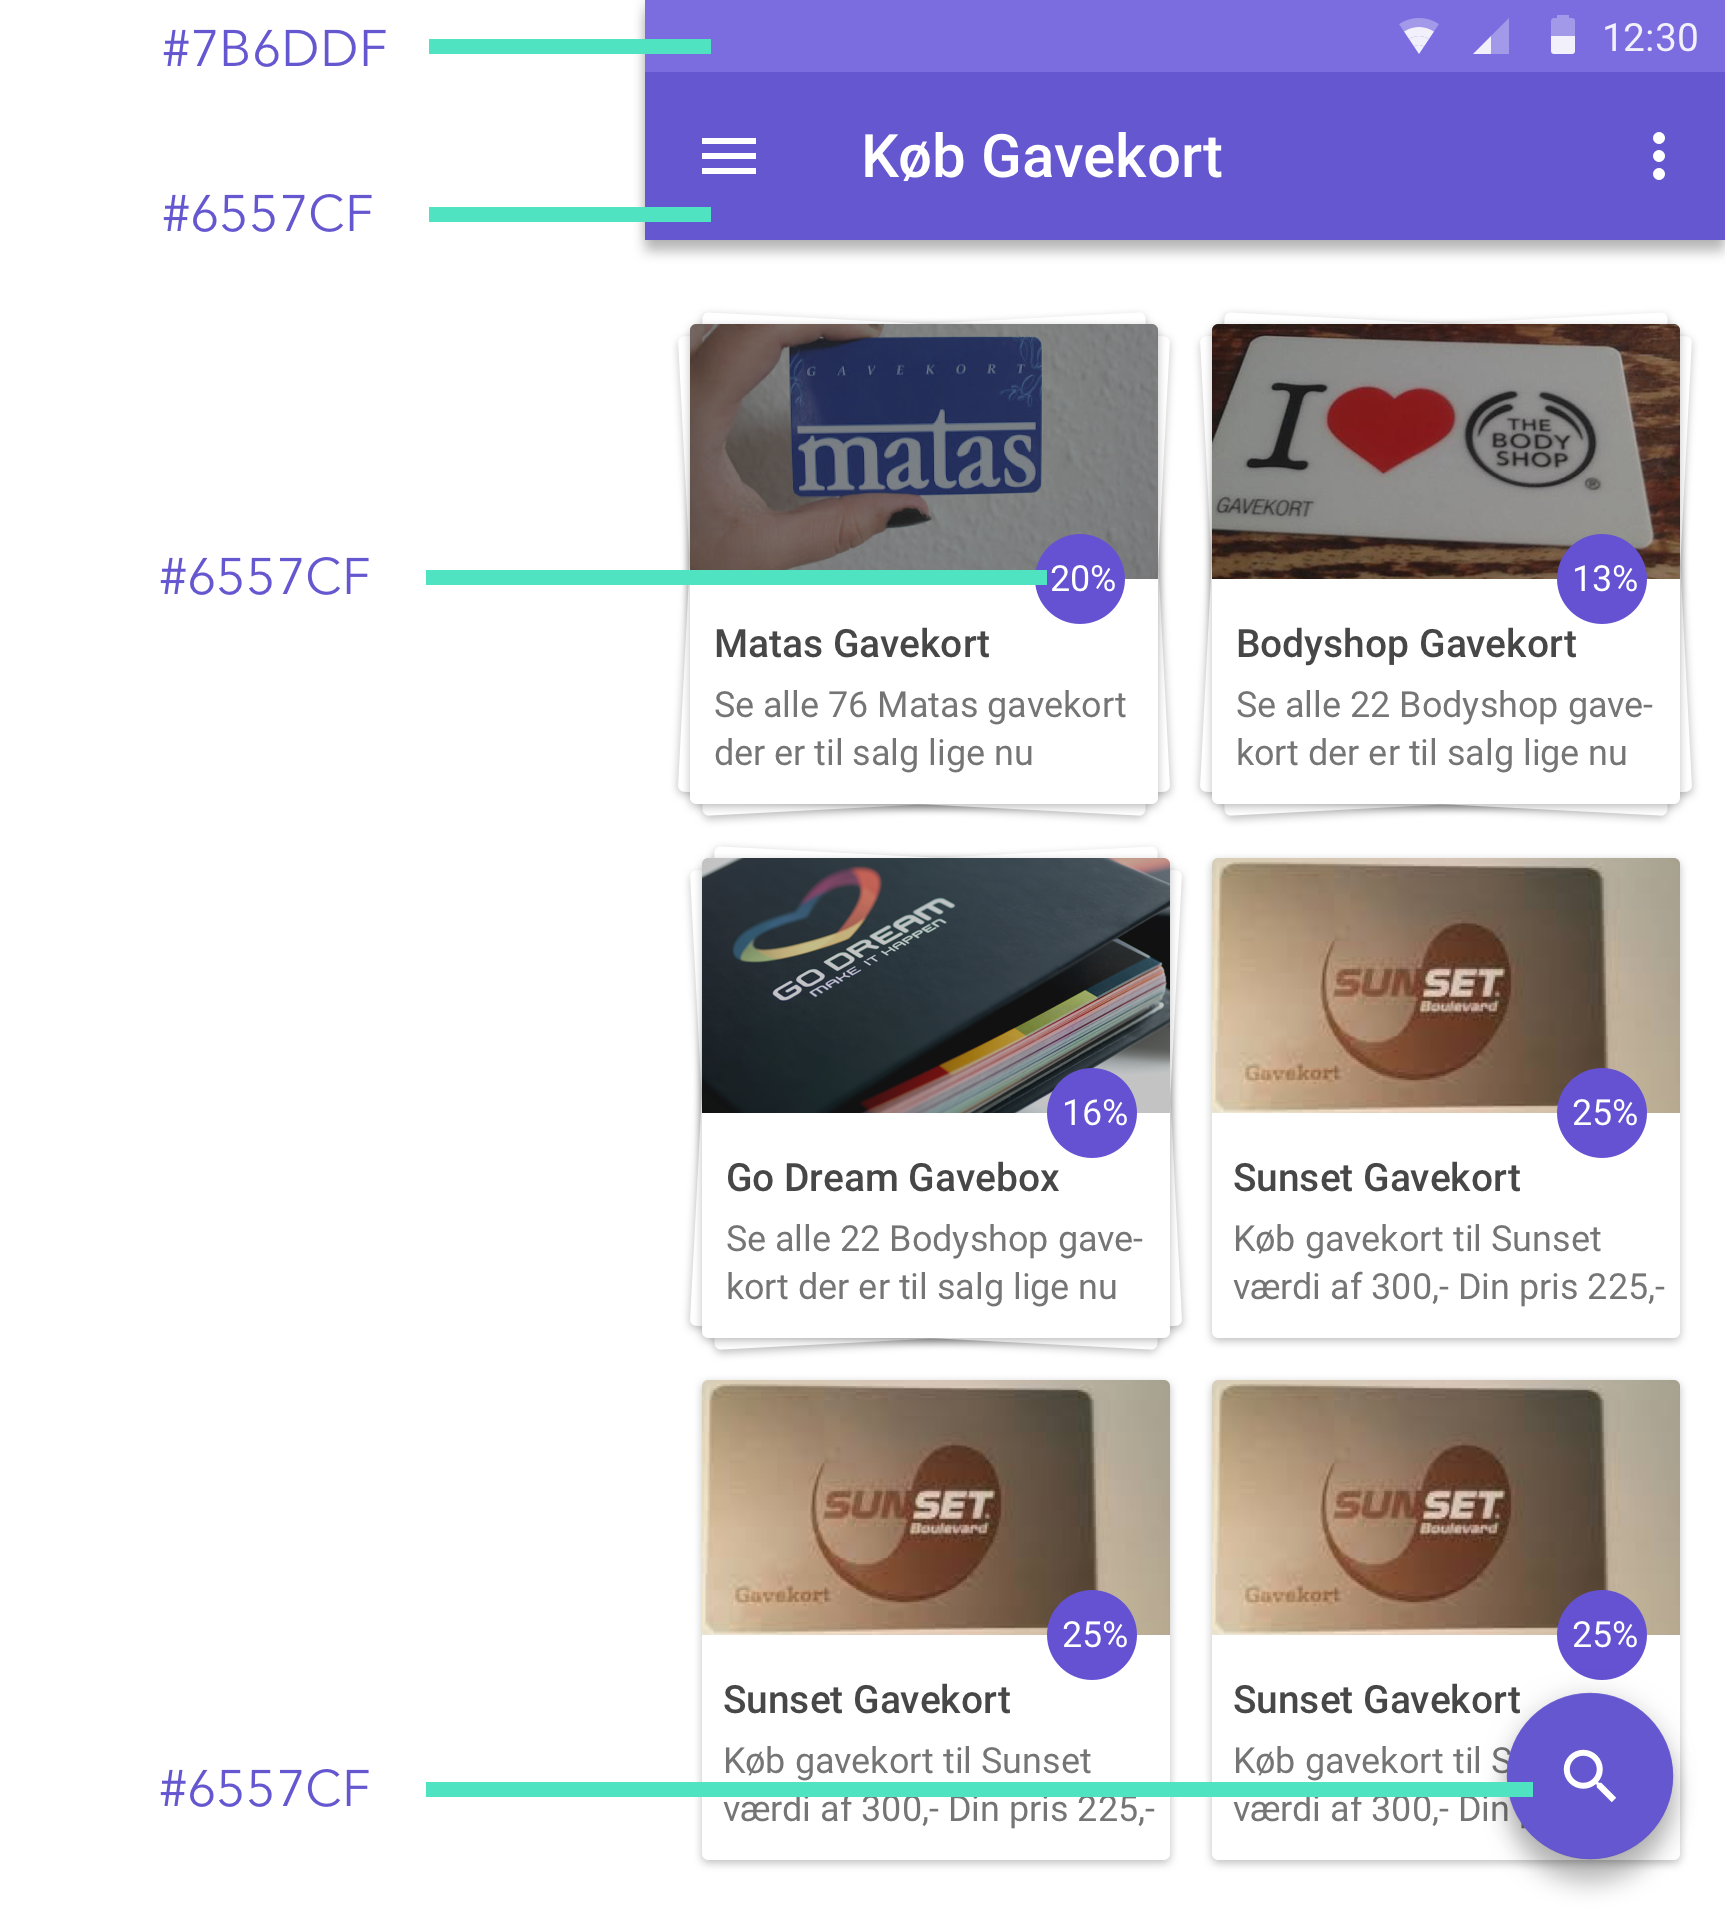 #7B6DDF
12:30
Køb Gavekort
#6557CF
GAVEKORT
matas
I
THE
BODY
SHOP
®
GAVEKORT
#6557CF
20%
13%
Matas Gavekort
Se alle 76 Matas gavekort
der er til salg lige nu
Bodyshop Gavekort
Se alle 22 Bodyshop gave-
kort der er til salg lige nu
GO DREAM
MAKE IT HAPPEN
SUNSET
Boulevard
Gavekort
16%
25%
Go Dream Gavebox
Se alle 22 Bodyshop gave-
kort der er til salg lige nu
Sunset Gavekort
Køb gavekort til Sunset
værdi af 300,- Din pris 225,-
SUNSET
Boulevard
Gavekort
SUNSET
Boulevard
Gavekort
25%
25%
Sunset Gavekort
Køb gavekort til Sunset
værdi af 300,- Din pris 225,-
Sunset Gavekort
Køb gavekort til S
værdi af 300,- Din
#6557CF